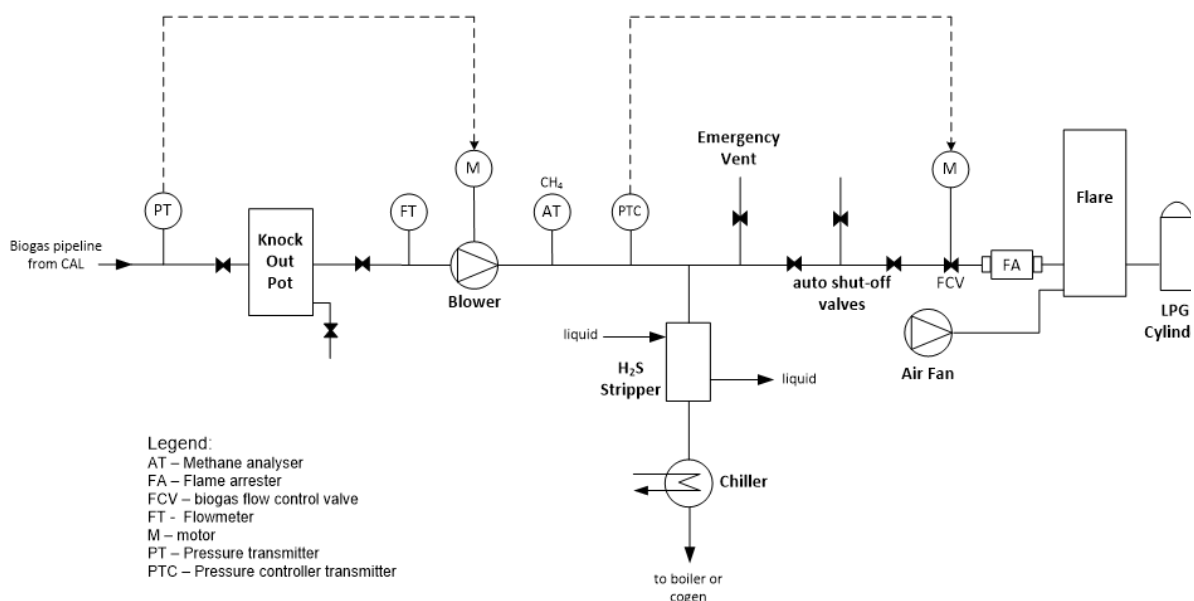 Emergency
Vent
M
M
CH₄
PT
FT
AT
PTC
Flare
Biogas pipeline
from CAL
Knock
Out
Pot
FA
Blower
auto shut-off
valves
FCV
LPG
Cylind
liquid
H₂S
Stripper
liquid
Air Fan
Chiller
Legend:
AT – Methane analyser
FA – Flame arrester
FCV – biogas flow control valve
FT - Flowmeter
M – motor
PT – Pressure transmitter
PTC – Pressure controller transmitter
to boiler or
cogen